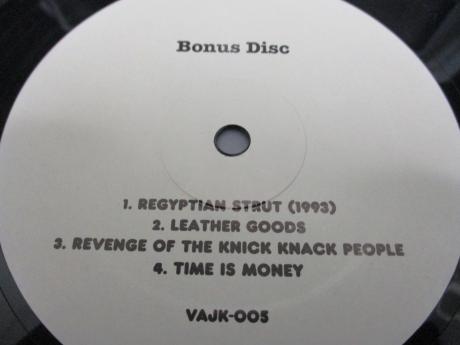 Bonus Disc
1. REGYPTIAN STRUT (1993)
2. LEATHER GOODS
3. REVENGE OF THE KNICK KNACK PEOPLE
4. TIME IS MONEY
VAJK-005